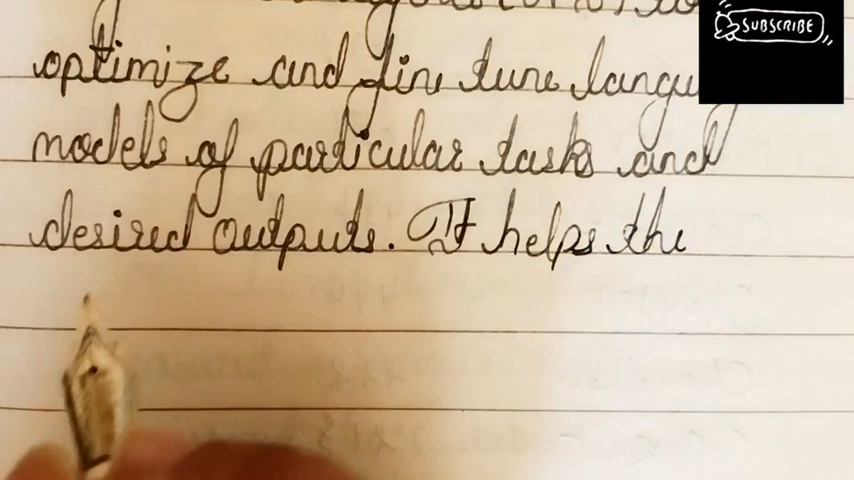 optimize and fine tune langu
models of particular tasks and
desired outputs. It helps the
SUBSCRIBE